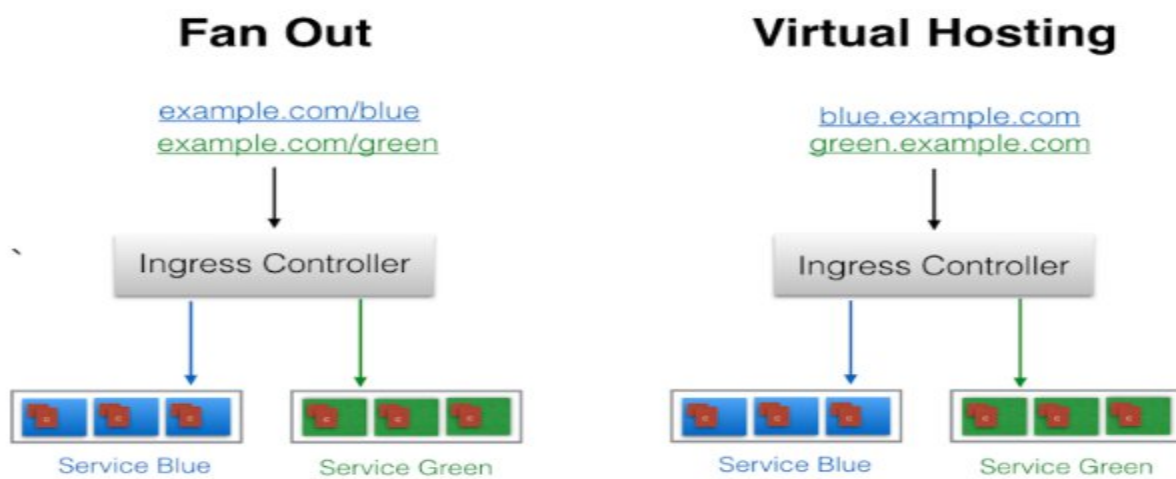 Fan Out
example.com/blue
example.com/green
`
Ingress Controller
C C C
C C C
Service Blue
Service Green
Virtual Hosting
blue.example.com
green.example.com
Ingress Controller
C C C
C C C
Service Blue
Service Green